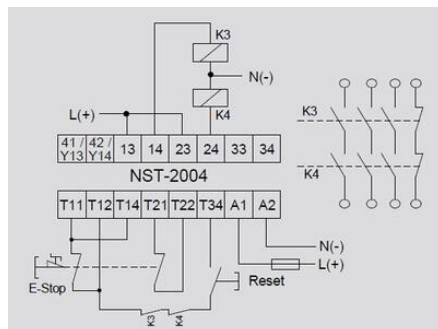 K3
N(-)
K4
L(+)
41 / Y13
42 / Y14
13
14
23
24
33
34
K3
K4
NST-2004
T11
T12
T14
T21
T22
T34
A1
A2
N(-)
L(+)
E-Stop
Reset
K3
K4